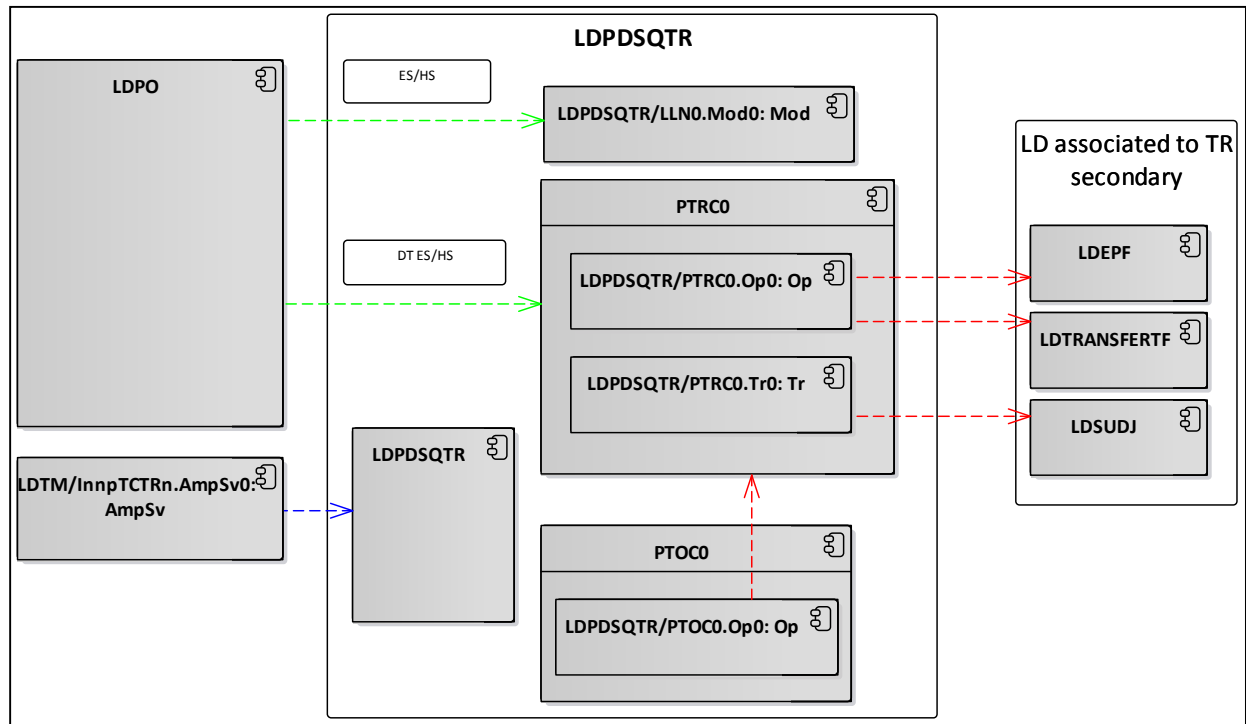 LDPDSQTR
LDPO
ES/HS
LDPDSQTR/LLN0.Mod0: Mod
LD associated to TR
secondary
PTRC0
DT ES/HS
LDPDSQTR/PTRC0.Op0: Op
LDEPF
LDTRANSFERTF
LDPDSQTR/PTRC0.Tr0: Tr
LDSUDJ
LDPDSQTR
LDTM/InnpTCTRn.AmpSv0:
AmpSv
PTOC0
LDPDSQTR/PTOC0.Op0: Op